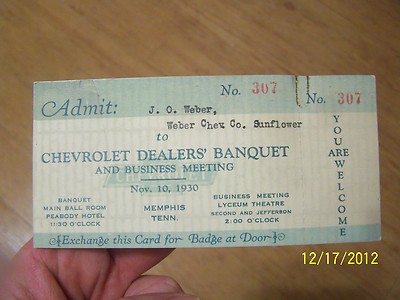 No. 307
No. 307
Admit:
J. O. Weber,
Weber Chev Co. Sunflower
to
CHEVROLET DEALERS' BANQUET
AND BUSINESS MEETING
Nov. 10, 1930
BANQUET
MAIN BALL ROOM
PEABODY HOTEL
11:30 O'CLOCK
MEMPHIS
TENN.
BUSINESS MEETING
LYCEUM THEATRE
SECOND AND JEFFERSON
2:00 O'CLOCK
Exchange this Card for Badge at Door
YOU ARE WELCOME
12/17/2012